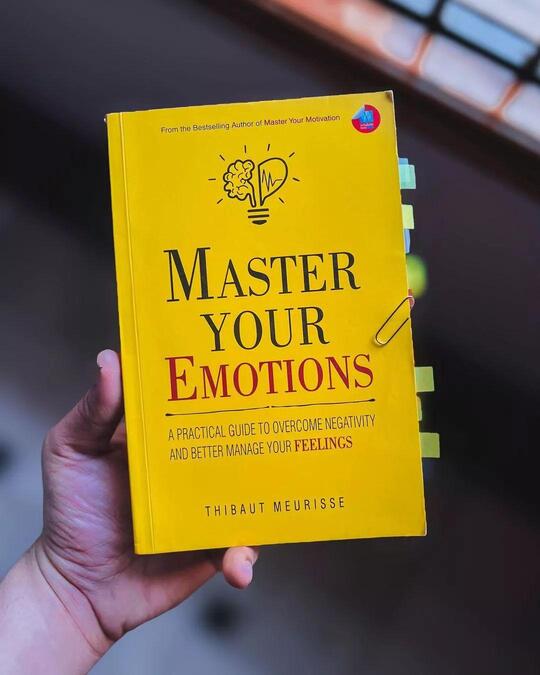 From the Bestselling Author of Master Your Motivation
MASTER
YOUR
EMOTIONS
A PRACTICAL GUIDE TO OVERCOME NEGATIVITY
AND BETTER MANAGE YOUR FEELINGS
THIBAUT MEURISSE